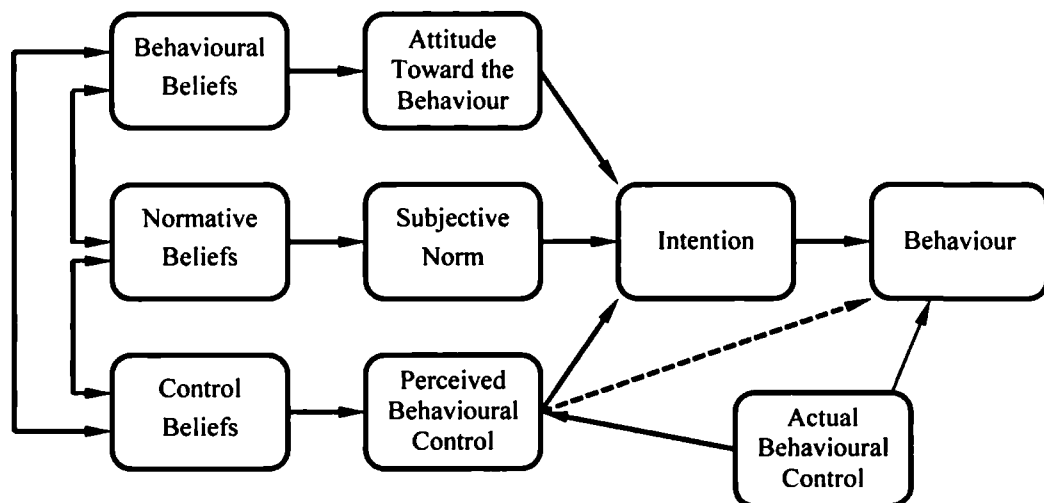 Behavioural
Beliefs
Attitude
Toward the
Behaviour
Normative
Beliefs
Subjective
Norm
Intention
Behaviour
Control
Beliefs
Perceived
Behavioural
Control
Actual
Behavioural
Control